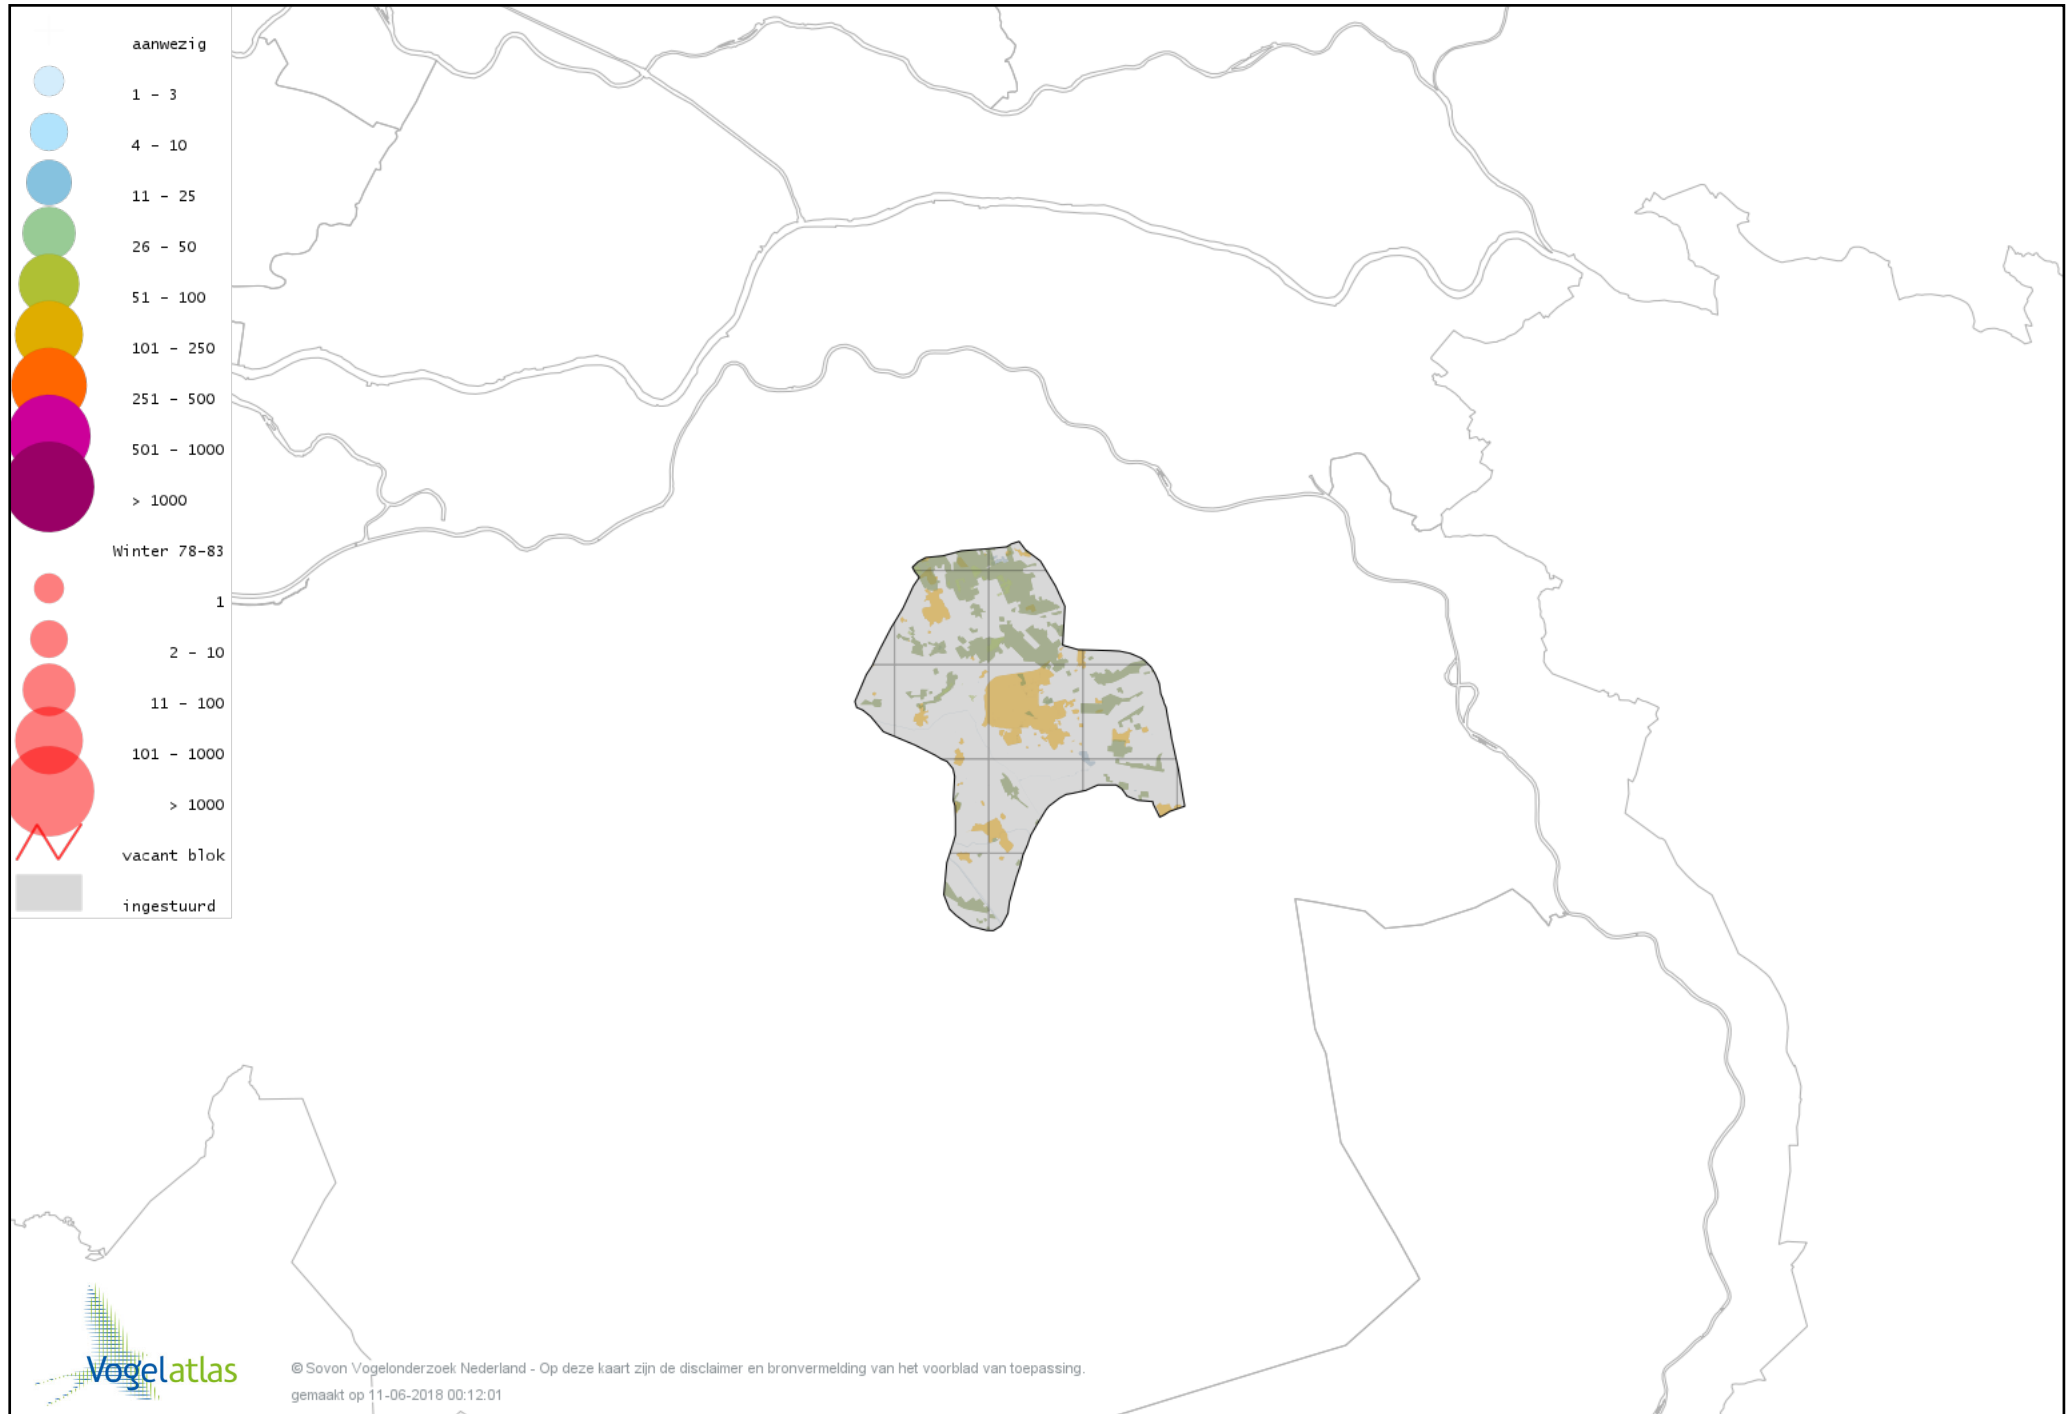 aanwezig
1 - 3
4 - 10
11 - 25
26 - 50
51 - 100
101 - 250
251 - 500
501 - 1000
> 1000
Winter 78-83
1
2 - 10
11 - 100
101 - 1000
> 1000
vacant blok
ingestuurd
Vogelatlas
© Sovon Vogelonderzoek Nederland - Op deze kaart zijn de disclaimer en bronvermelding van het voorblad van toepassing.
gemaakt op 11-06-2018 00:12:01